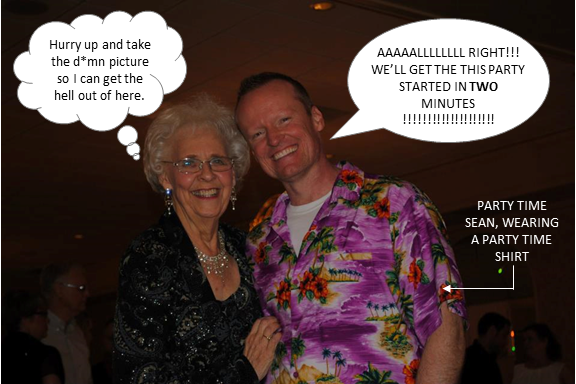 Hurry up and take
the d*mn picture
so I can get the
hell out of here.
AAAAALLLLLLLL RIGHT!!!
WE'LL GET THE THIS PARTY
STARTED IN TWO
MINUTES
!!!!!!!!!!!!!!!!!!!!
PARTY TIME
SEAN, WEARING
A PARTY TIME
SHIRT